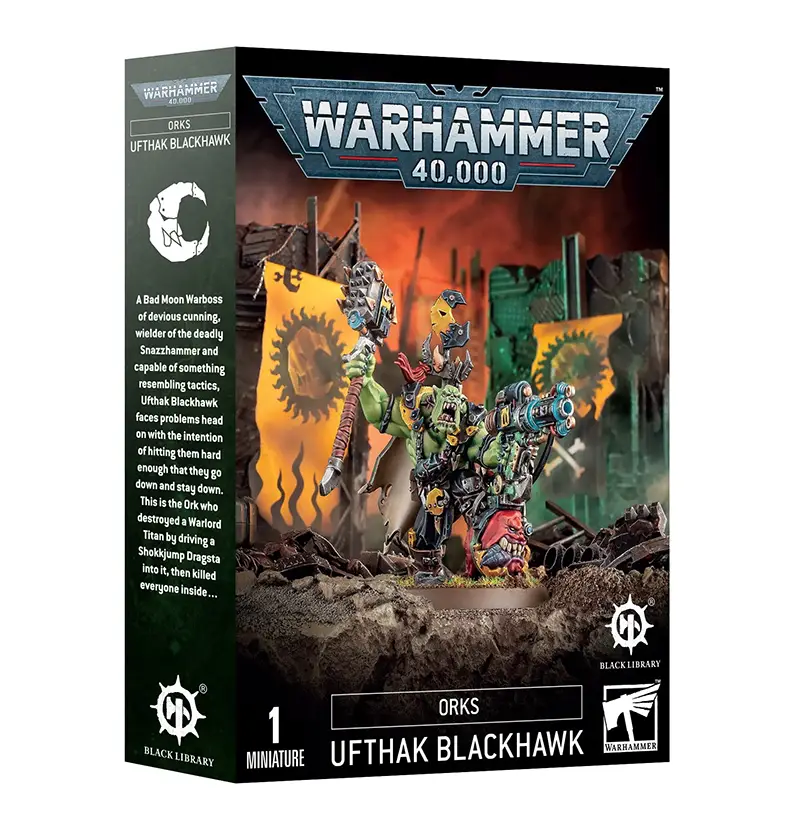 WARHAMMER
40,000
ORKS
UFTHAK BLACKHAWK
A Bad Moon Warboss
of devious cunning,
wielder of the deadly
Snazzhammer and
capable of something
resembling tactics,
Ufthak Blackhawk
faces problems head
on with the intention
of hitting them hard
enough that they go
down and stay down.
This is the Ork who
destroyed a Warlord
Titan by driving a
Shokkjump Dragsta
into it, then killed
everyone inside...
®
BLACK LIBRARY
™
WARHAMMER
40,000
®
BLACK LIBRARY
1
MINIATURE
ORKS
UFTHAK BLACKHAWK
WARHAMMER